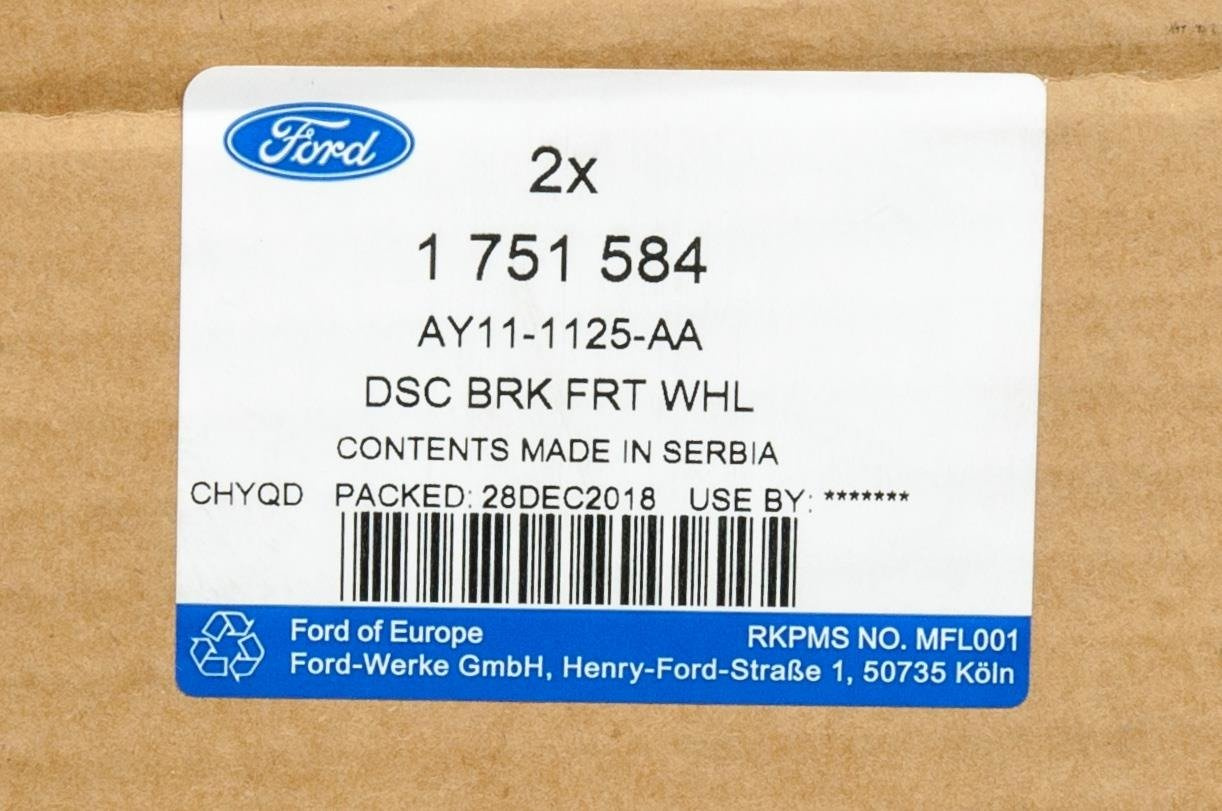 Ford
2x
1 751 584
AY11-1125-AA
DSC BRK FRT WHL
CONTENTS MADE IN SERBIA
CHYQD PACKED: 28DEC2018 USE BY: *******
Ford of Europe RKPMS NO. MFL001
Ford-Werke GmbH, Henry-Ford-Straße 1, 50735 Köln